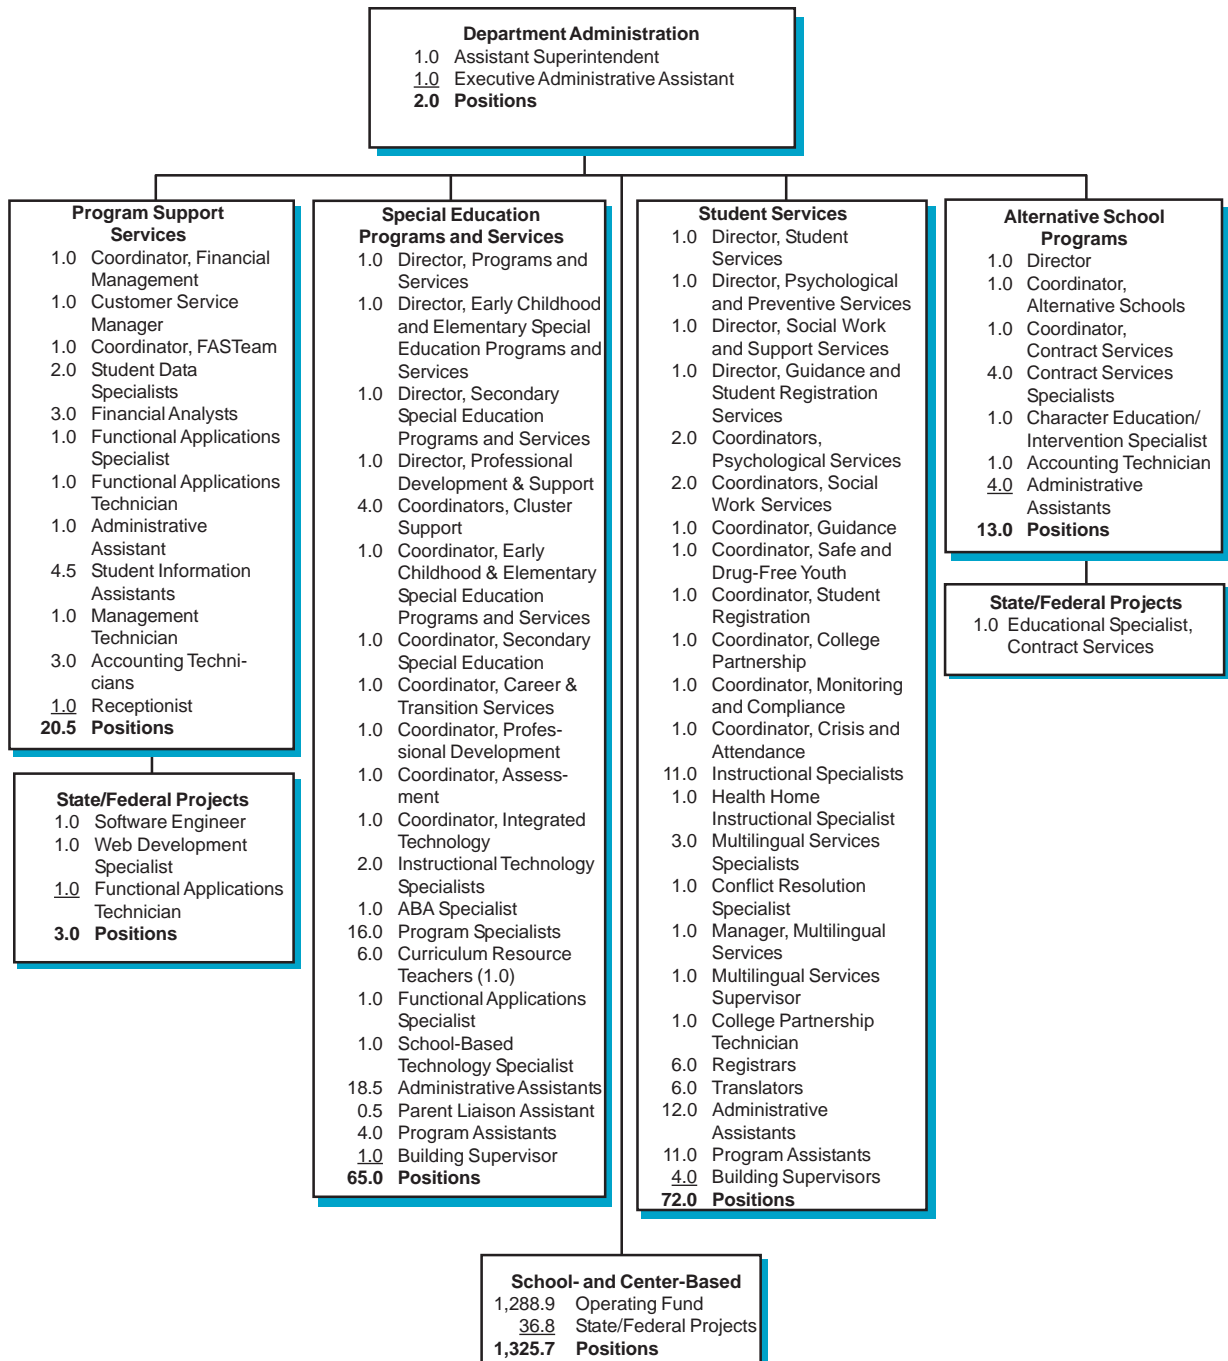 Department Administration
1.0 Assistant Superintendent
1.0 Executive Administrative Assistant
2.0 Positions
Program Support
Services
1.0 Coordinator, Financial
Management
1.0 Customer Service
Manager
1.0 Coordinator, FASTeam
2.0 Student Data
Specialists
3.0 Financial Analysts
1.0 Functional Applications
Specialist
1.0 Functional Applications
Technician
1.0 Administrative
Assistant
4.5 Student Information
Assistants
1.0 Management
Technician
3.0 Accounting Techni-
cians
1.0 Receptionist
20.5 Positions
State/Federal Projects
1.0 Software Engineer
1.0 Web Development
Specialist
1.0 Functional Applications
Technician
3.0 Positions
Special Education
Programs and Services
1.0 Director, Programs and
Services
1.0 Director, Early Childhood
and Elementary Special
Education Programs and
Services
1.0 Director, Secondary
Special Education
Programs and Services
1.0 Director, Professional
Development & Support
4.0 Coordinators, Cluster
Support
1.0 Coordinator, Early
Childhood & Elementary
Special Education
Programs and Services
1.0 Coordinator, Secondary
Special Education
1.0 Coordinator, Career &
Transition Services
1.0 Coordinator, Profes-
sional Development
1.0 Coordinator, Assess-
ment
1.0 Coordinator, Integrated
Technology
2.0 Instructional Technology
Specialists
1.0 ABA Specialist
16.0 Program Specialists
6.0 Curriculum Resource
Teachers (1.0)
1.0 Functional Applications
Specialist
1.0 School-Based
Technology Specialist
18.5 Administrative Assistants
0.5 Parent Liaison Assistant
4.0 Program Assistants
1.0 Building Supervisor
65.0 Positions
Student Services
1.0 Director, Student
Services
1.0 Director, Psychological
and Preventive Services
1.0 Director, Social Work
and Support Services
1.0 Director, Guidance and
Student Registration
Services
2.0 Coordinators,
Psychological Services
2.0 Coordinators, Social
Work Services
1.0 Coordinator, Guidance
1.0 Coordinator, Safe and
Drug-Free Youth
1.0 Coordinator, Student
Registration
1.0 Coordinator, College
Partnership
1.0 Coordinator, Monitoring
and Compliance
1.0 Coordinator, Crisis and
Attendance
11.0 Instructional Specialists
1.0 Health Home
Instructional Specialist
3.0 Multilingual Services
Specialists
1.0 Conflict Resolution
Specialist
1.0 Manager, Multilingual
Services
1.0 Multilingual Services
Supervisor
1.0 College Partnership
Technician
6.0 Registrars
6.0 Translators
12.0 Administrative
Assistants
11.0 Program Assistants
4.0 Building Supervisors
72.0 Positions
Alternative School
Programs
1.0 Director
1.0 Coordinator,
Alternative Schools
1.0 Coordinator,
Contract Services
4.0 Contract Services
Specialists
1.0 Character Education/
Intervention Specialist
1.0 Accounting Technician
4.0 Administrative
Assistants
13.0 Positions
State/Federal Projects
1.0 Educational Specialist,
Contract Services
School- and Center-Based
1,288.9 Operating Fund
36.8 State/Federal Projects
1,325.7 Positions